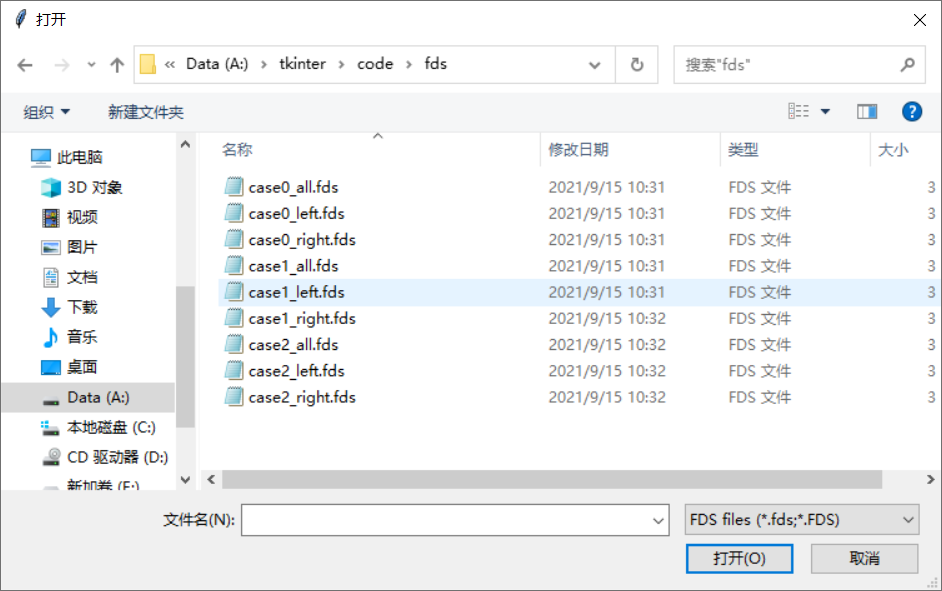 打开
« Data (A:) › tkinter › code › fds
搜索"fds"
组织 新建文件夹
名称 修改日期 类型 大小
此电脑
3D 对象
视频
图片
文档
下载
音乐
桌面
Data (A:)
本地磁盘 (C:)
CD 驱动器 (D:)
新加卷 (E:)
case0_all.fds 2021/9/15 10:31 FDS 文件 3
case0_left.fds 2021/9/15 10:31 FDS 文件 3
case0_right.fds 2021/9/15 10:31 FDS 文件 3
case1_all.fds 2021/9/15 10:31 FDS 文件 3
case1_left.fds 2021/9/15 10:31 FDS 文件 3
case1_right.fds 2021/9/15 10:32 FDS 文件 3
case2_all.fds 2021/9/15 10:32 FDS 文件 3
case2_left.fds 2021/9/15 10:32 FDS 文件 3
case2_right.fds 2021/9/15 10:32 FDS 文件 3
文件名(N):
FDS files (*.fds;*.FDS)
打开(O) 取消